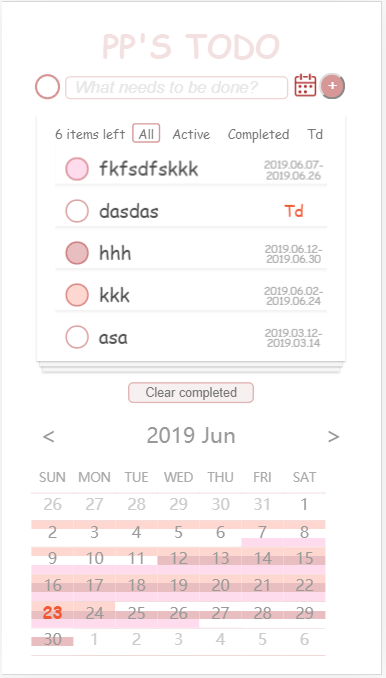 PP'S TODO
What needs to be done?
+
6 items left All Active Completed Td
fkfsdfskkk 2019.06.07-
2019.06.26
dasdas Td
hhh 2019.06.12-
2019.06.30
kkk 2019.06.02-
2019.06.24
asa 2019.03.12-
2019.03.14
Clear completed
< 2019 Jun >
SUN MON TUE WED THU FRI SAT
26 27 28 29 30 31 1
2 3 4 5 6 7 8
9 10 11 12 13 14 15
16 17 18 19 20 21 22
23 24 25 26 27 28 29
30 1 2 3 4 5 6